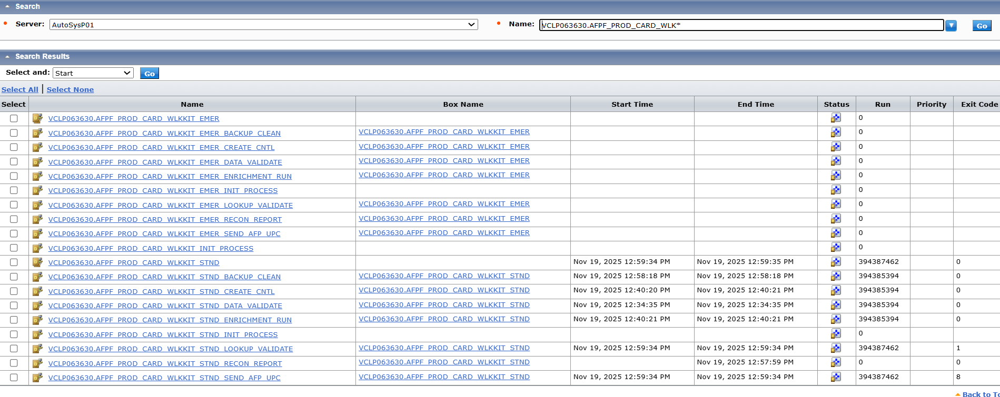 Search
Server: AutoSysP01 Name: VCLP063630.AFPF_PROD_CARD_WLK* Go
Search Results
Select and: Start Go
Select All | Select None
Select Name Box Name Start Time End Time Status Run Priority Exit Code
VCLP063630.AFPF_PROD_CARD_WLKKIT_EMER 0
VCLP063630.AFPF_PROD_CARD_WLKKIT_EMER_BACKUP_CLEAN VCLP063630.AFPF_PROD_CARD_WLKKIT_EMER 0
VCLP063630.AFPF_PROD_CARD_WLKKIT_EMER_CREATE_CNTL VCLP063630.AFPF_PROD_CARD_WLKKIT_EMER 0
VCLP063630.AFPF_PROD_CARD_WLKKIT_EMER_DATA_VALIDATE VCLP063630.AFPF_PROD_CARD_WLKKIT_EMER 0
VCLP063630.AFPF_PROD_CARD_WLKKIT_EMER_ENRICHMENT_RUN VCLP063630.AFPF_PROD_CARD_WLKKIT_EMER 0
VCLP063630.AFPF_PROD_CARD_WLKKIT_EMER_INIT_PROCESS 0
VCLP063630.AFPF_PROD_CARD_WLKKIT_EMER_LOOKUP_VALIDATE VCLP063630.AFPF_PROD_CARD_WLKKIT_EMER 0
VCLP063630.AFPF_PROD_CARD_WLKKIT_EMER_RECON_REPORT VCLP063630.AFPF_PROD_CARD_WLKKIT_EMER 0
VCLP063630.AFPF_PROD_CARD_WLKKIT_EMER_SEND_AFP_UPC VCLP063630.AFPF_PROD_CARD_WLKKIT_EMER 0
VCLP063630.AFPF_PROD_CARD_WLKKIT_INIT_PROCESS 0
VCLP063630.AFPF_PROD_CARD_WLKKIT_STND Nov 19, 2025 12:59:34 PM Nov 19, 2025 12:59:35 PM 394387462 0
VCLP063630.AFPF_PROD_CARD_WLKKIT_STND_BACKUP_CLEAN VCLP063630.AFPF_PROD_CARD_WLKKIT_STND Nov 19, 2025 12:58:18 PM Nov 19, 2025 12:58:18 PM 394385394 0
VCLP063630.AFPF_PROD_CARD_WLKKIT_STND_CREATE_CNTL VCLP063630.AFPF_PROD_CARD_WLKKIT_STND Nov 19, 2025 12:40:20 PM Nov 19, 2025 12:40:21 PM 394385394 0
VCLP063630.AFPF_PROD_CARD_WLKKIT_STND_DATA_VALIDATE VCLP063630.AFPF_PROD_CARD_WLKKIT_STND Nov 19, 2025 12:34:35 PM Nov 19, 2025 12:34:35 PM 394385394 0
VCLP063630.AFPF_PROD_CARD_WLKKIT_STND_ENRICHMENT_RUN VCLP063630.AFPF_PROD_CARD_WLKKIT_STND Nov 19, 2025 12:40:21 PM Nov 19, 2025 12:40:21 PM 394385394 0
VCLP063630.AFPF_PROD_CARD_WLKKIT_STND_INIT_PROCESS 0
VCLP063630.AFPF_PROD_CARD_WLKKIT_STND_LOOKUP_VALIDATE VCLP063630.AFPF_PROD_CARD_WLKKIT_STND Nov 19, 2025 12:59:34 PM Nov 19, 2025 12:59:34 PM 394387462 1
VCLP063630.AFPF_PROD_CARD_WLKKIT_STND_RECON_REPORT VCLP063630.AFPF_PROD_CARD_WLKKIT_STND Nov 19, 2025 12:57:59 PM 0 0
VCLP063630.AFPF_PROD_CARD_WLKKIT_STND_SEND_AFP_UPC VCLP063630.AFPF_PROD_CARD_WLKKIT_STND Nov 19, 2025 12:59:34 PM Nov 19, 2025 12:59:34 PM 394387462 8
Back to